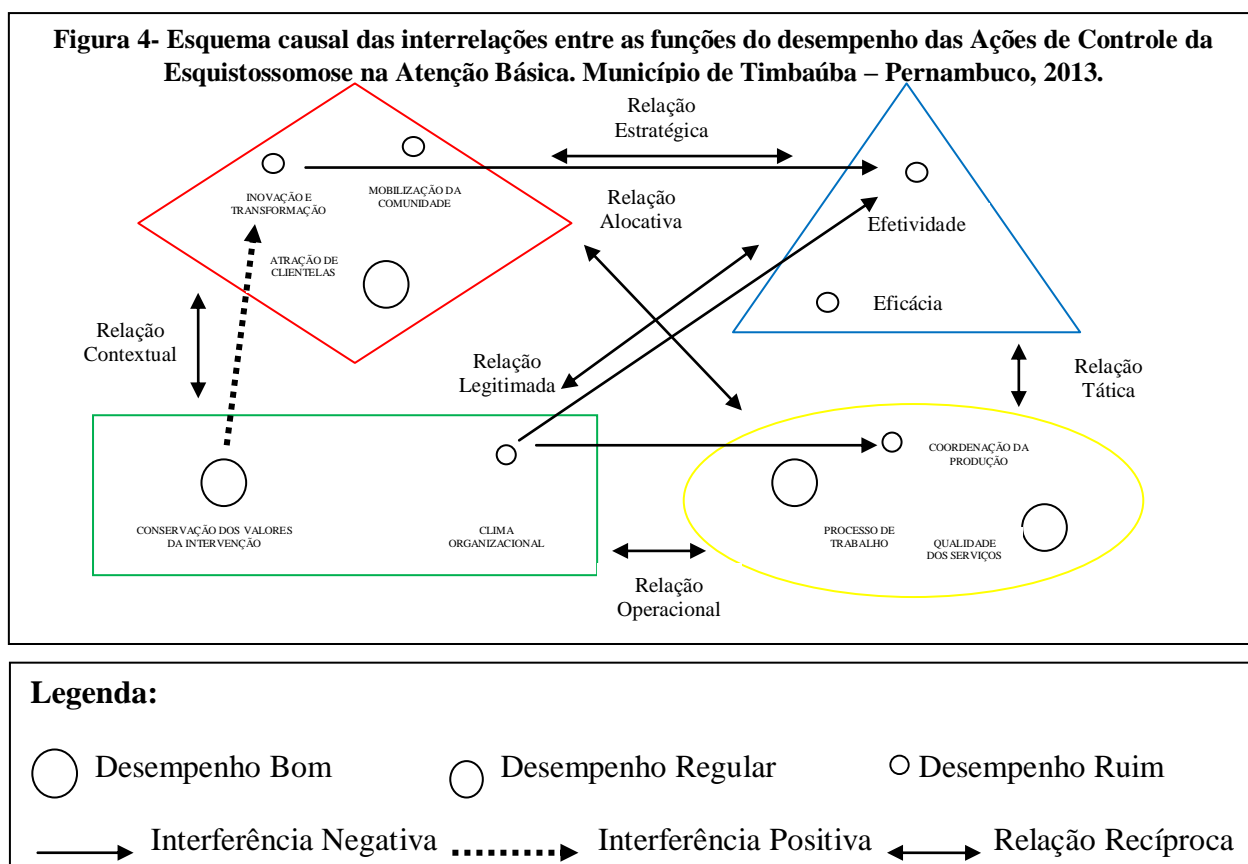 Figura 4- Esquema causal das interrelações entre as funções do desempenho das Ações de Controle da
Esquistossomose na Atenção Básica. Município de Timbaúba – Pernambuco, 2013.
Relação
Estratégica
INOVAÇÃO E
TRANSFORMAÇÃO
MOBILIZAÇÃO DA
COMUNIDADE
Relação
Alocativa
Efetividade
ATRAÇÃO DE
CLIENTELAS
Eficácia
Relação
Contextual
Relação
Legitimada
Relação
Tática
COORDENAÇÃO DA
PRODUÇÃO
CONSERVAÇÃO DOS VALORES
DA INTERVENÇÃO
CLIMA
ORGANIZACIONAL
PROCESSO DE
TRABALHO
QUALIDADE
DOS SERVIÇOS
Relação
Operacional
Legenda:
Desempenho Bom
Desempenho Regular
Desempenho Ruim
Interferência Negativa
Interferência Positiva
Relação Recíproca